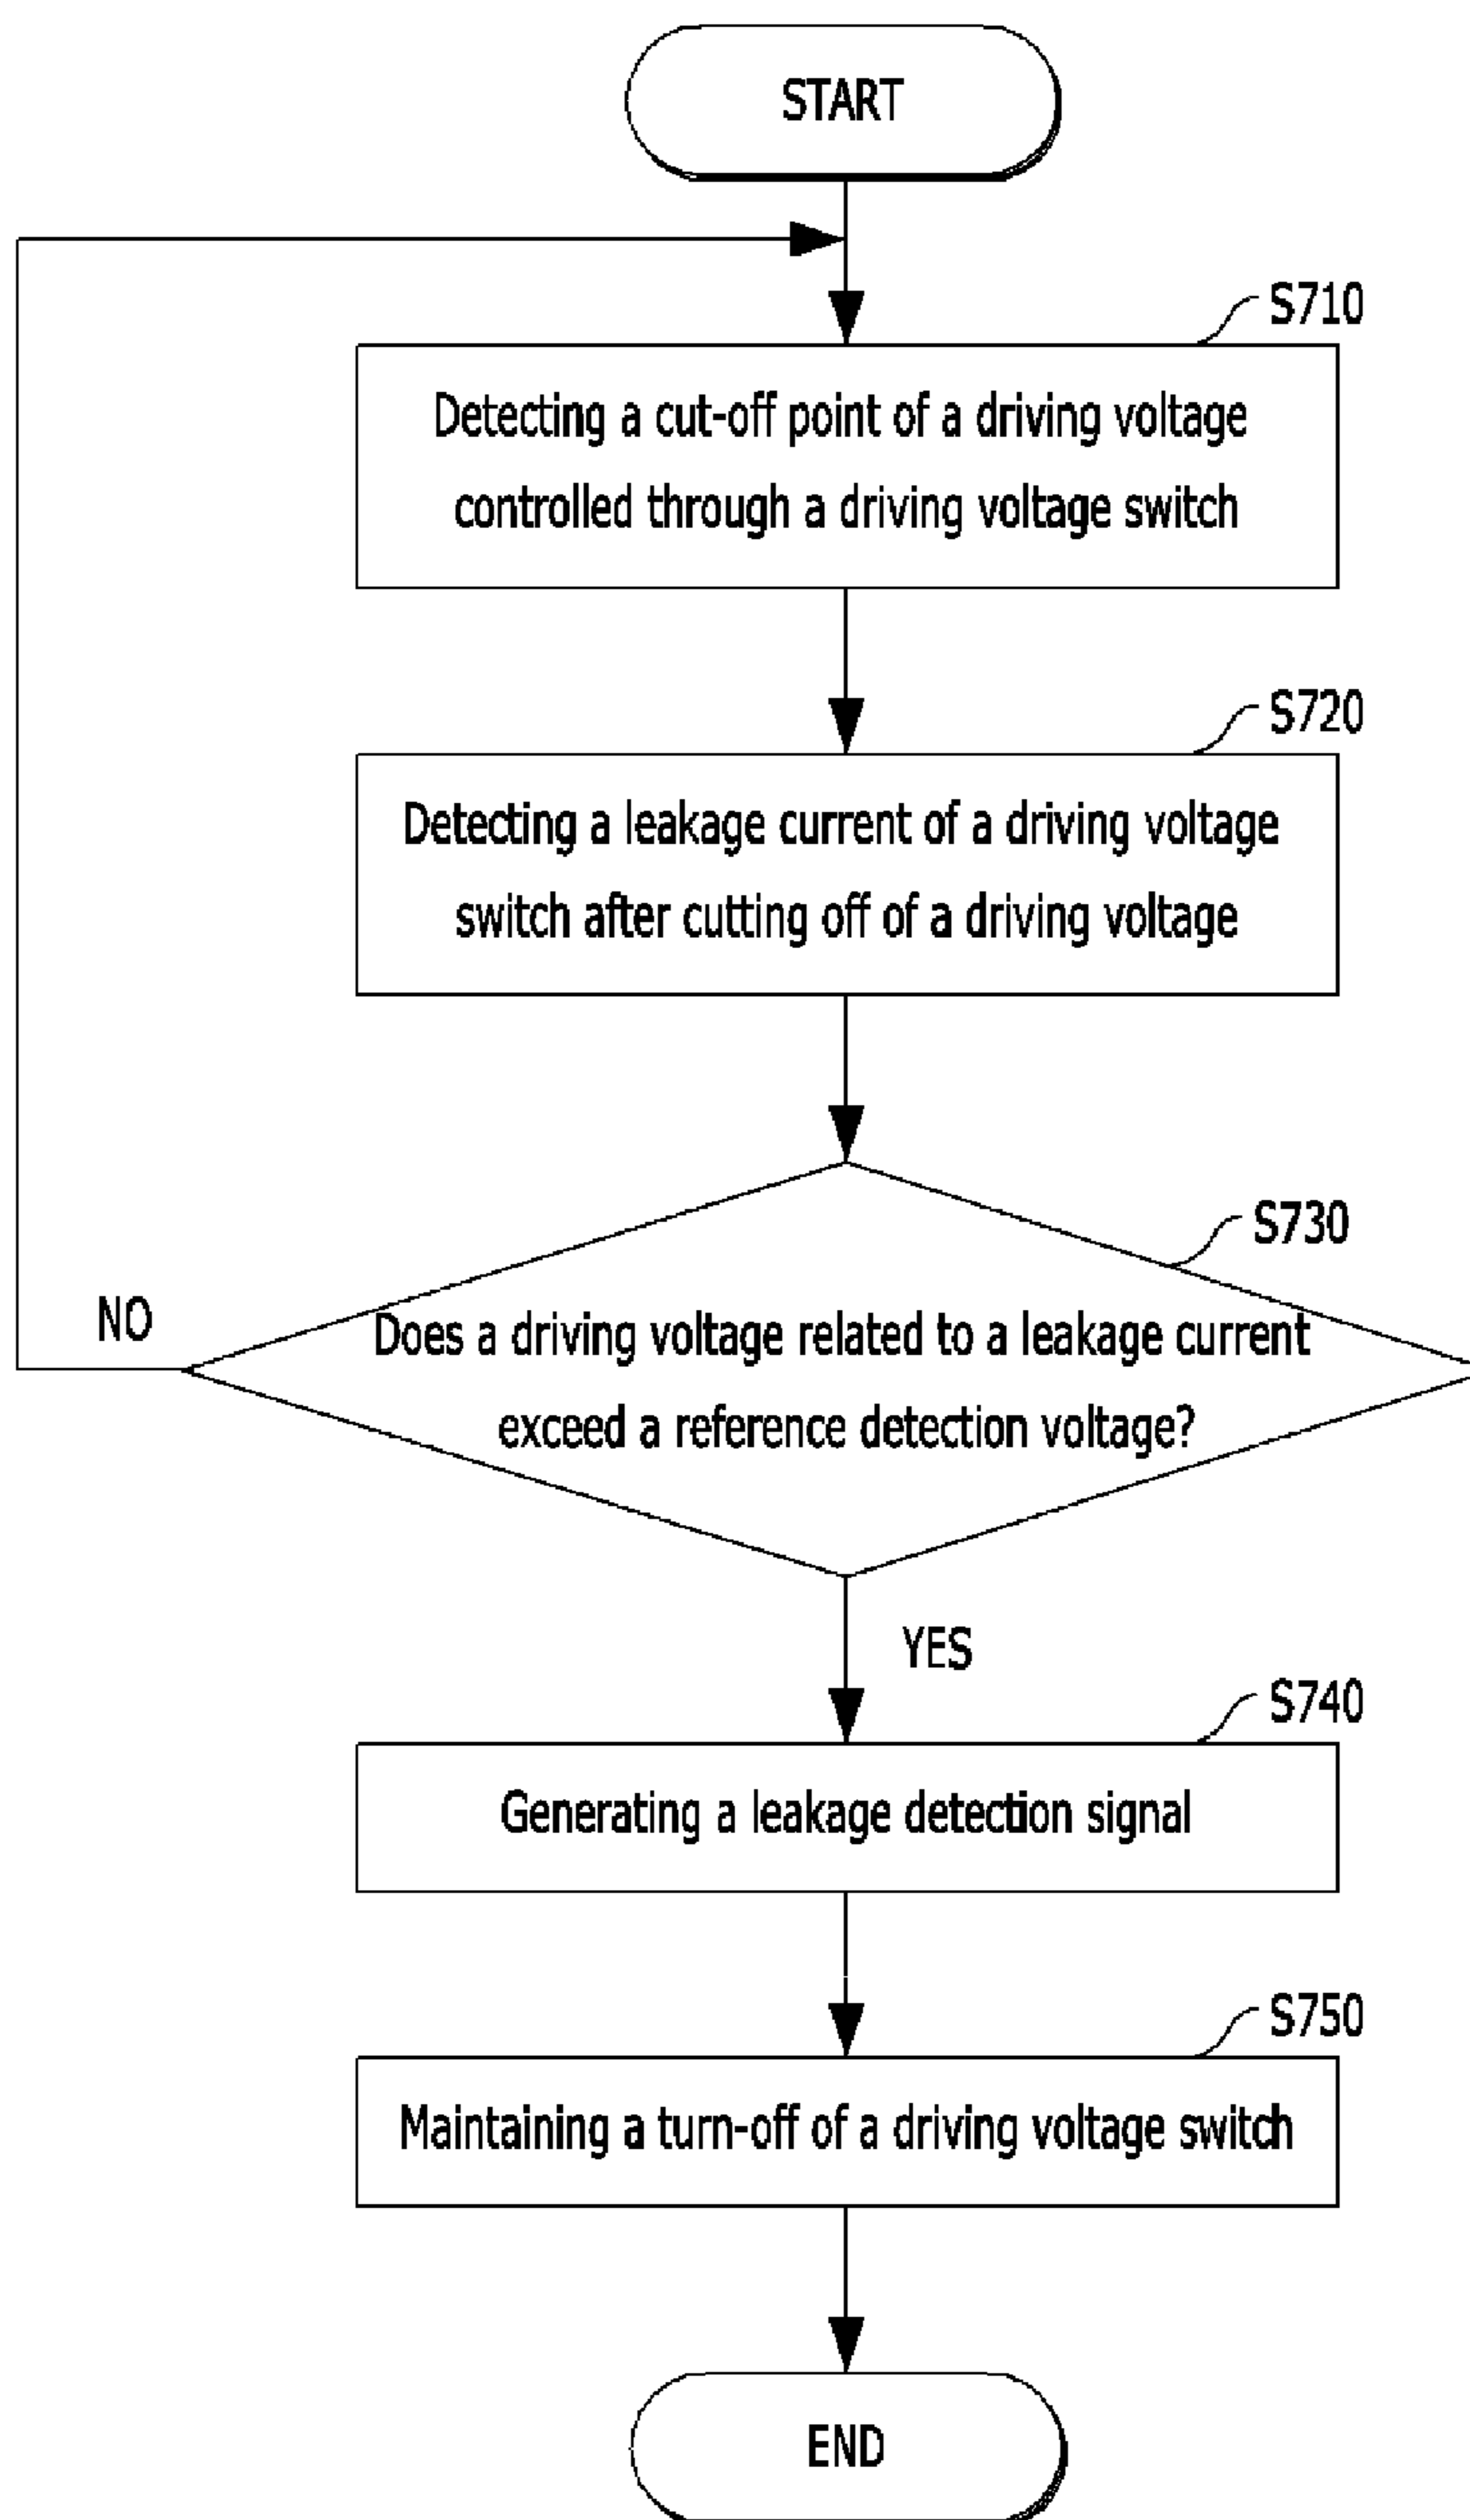 START
S710
Detecting a cut-off point of a driving voltage
controlled through a driving voltage switch
S720
Detecting a leakage current of a driving voltage
switch after cutting off of a driving voltage
S730
NO
Does a driving voltage related to a leakage current
exceed a reference detection voltage?
YES
S740
Generating a leakage detection signal
S750
Maintaining a turn-off of a driving voltage switch
END